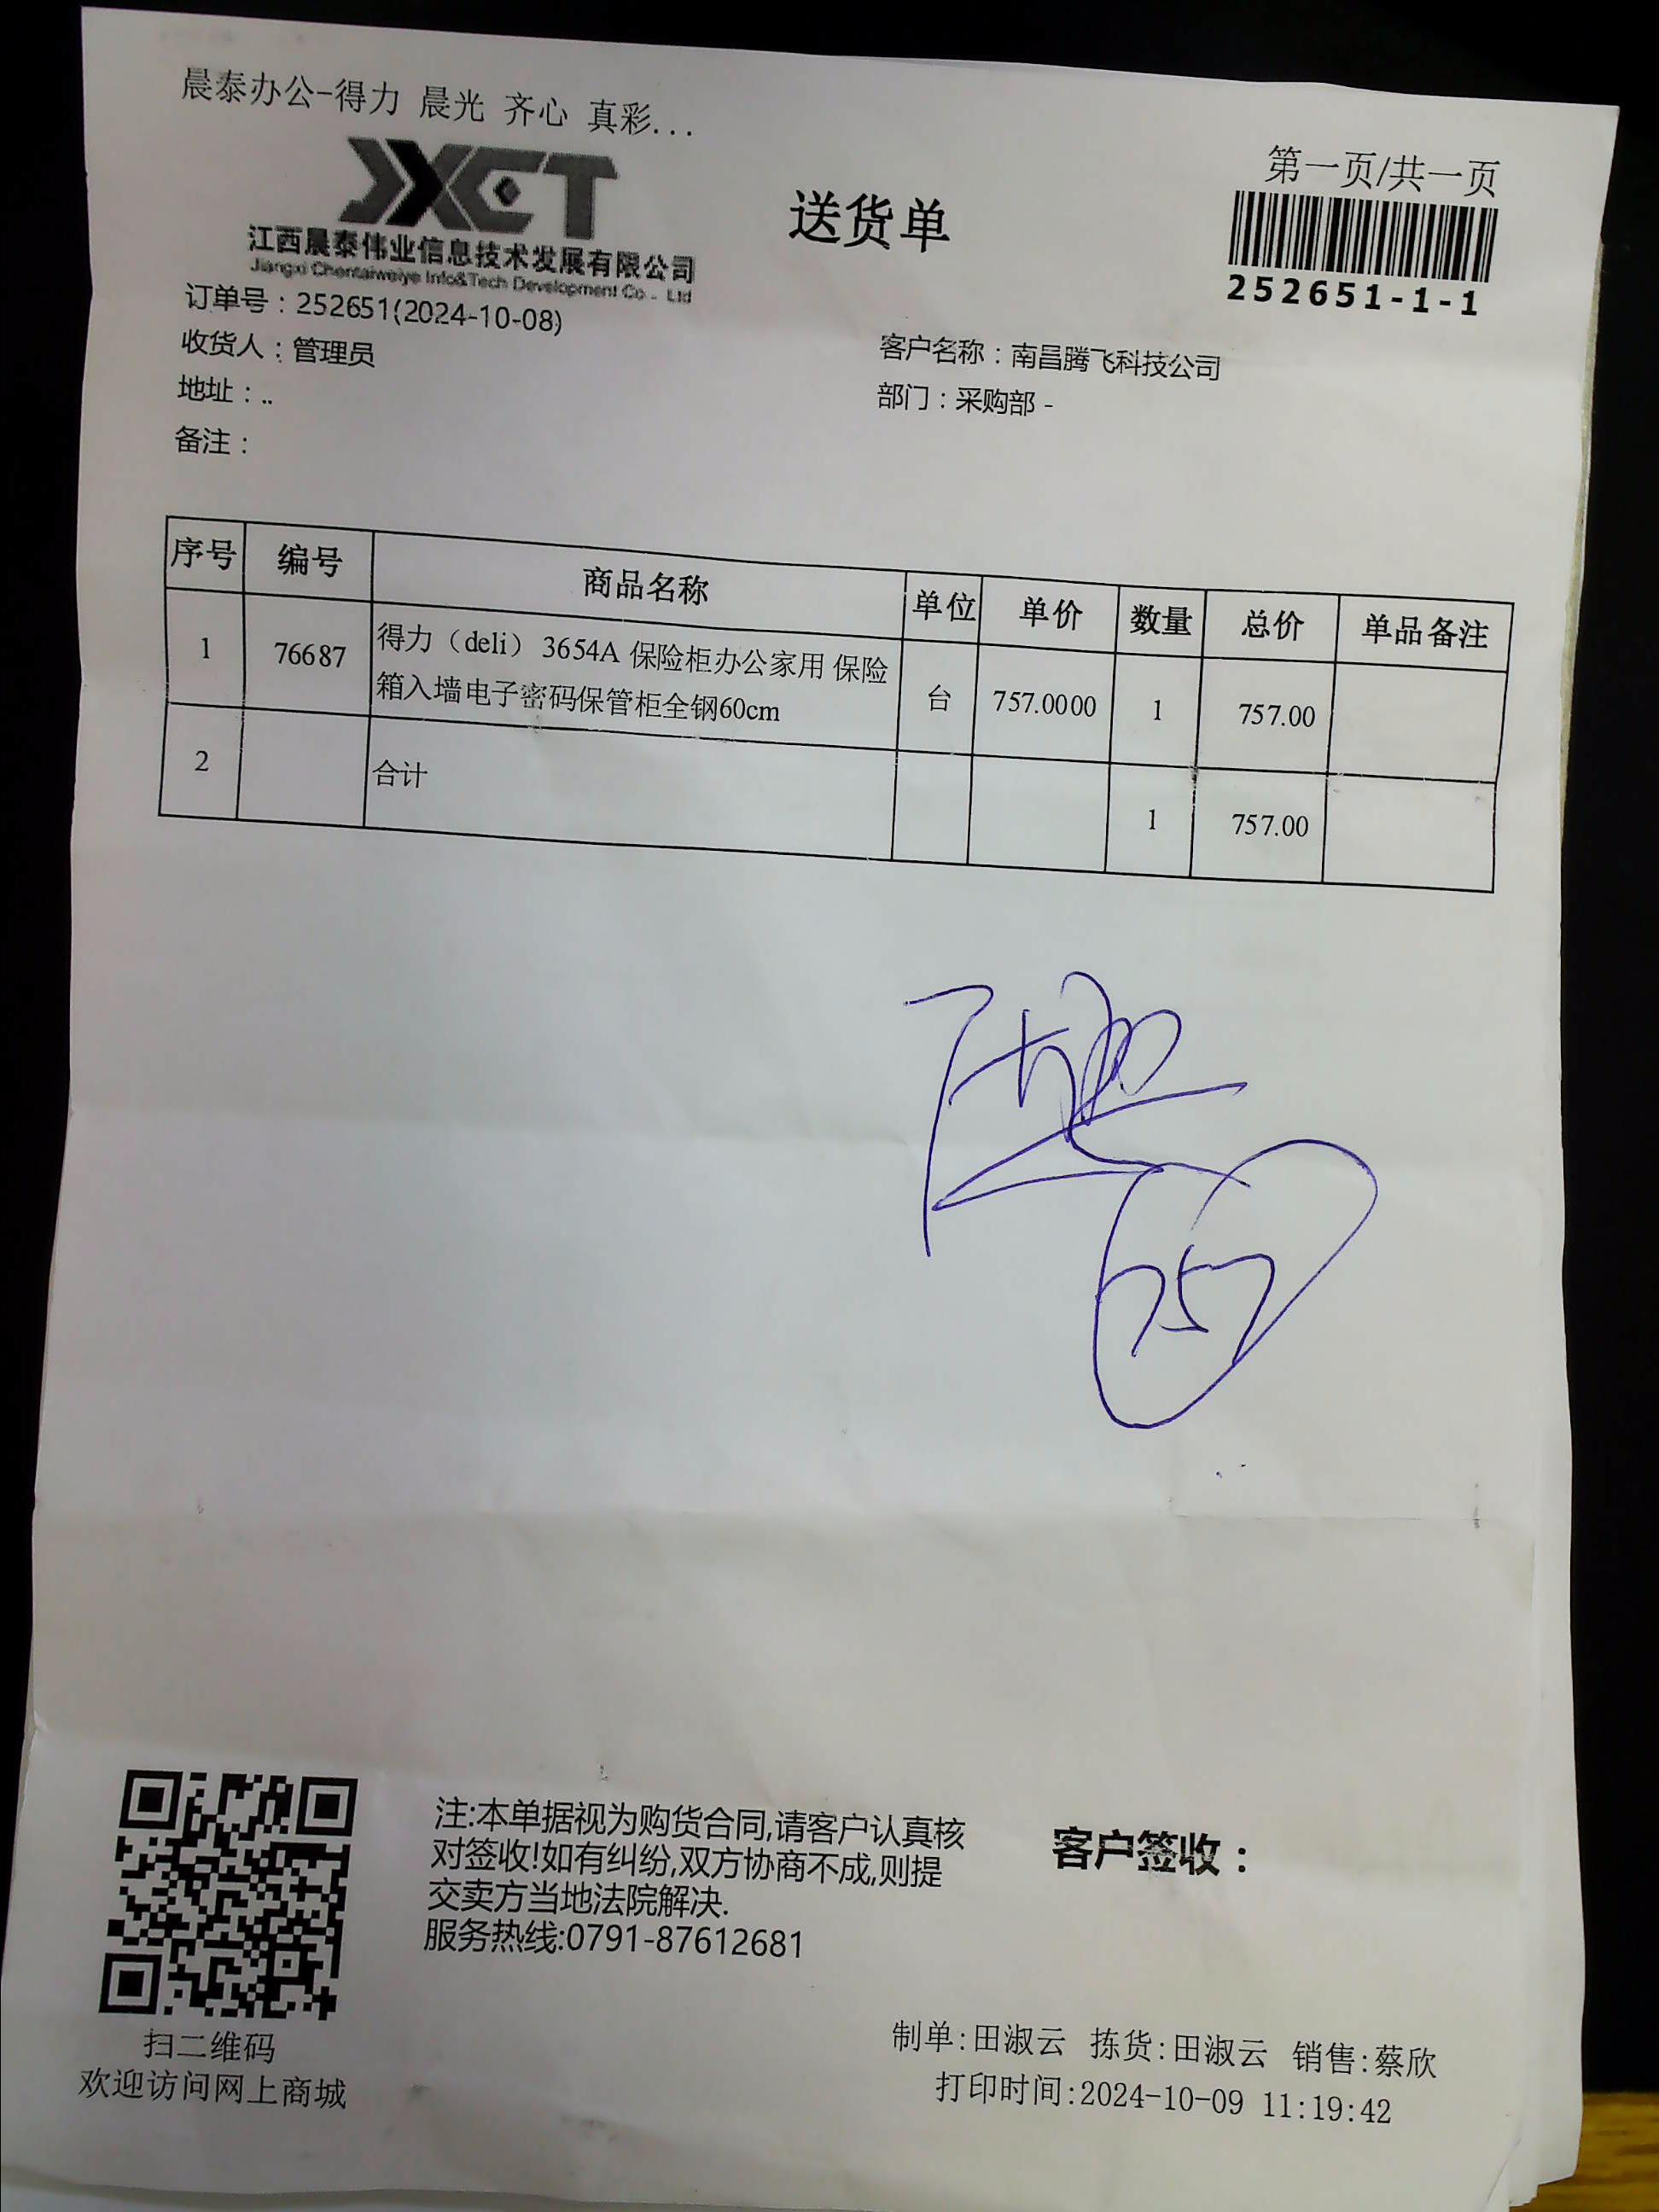 晨泰办公-得力 晨光 齐心 真彩...
JXCT
江西晨泰伟业信息技术发展有限公司
Jiangxi Chentaiweiye Info&Tech Development Co . Ltd
送货单
第一页/共一页
252651-1-1
订单号：252651(2024-10-08)
收货人：管理员
客户名称：南昌腾飞科技公司
地址：..
部门：采购部 -
备注：
序号 编号 商品名称 单位 单价 数量 总价 单品备注
1 76687 得力（deli） 3654A 保险柜办公家用 保险
箱入墙电子密码保管柜全钢60cm 台 757.0000 1 757.00
2 合计 1 757.00
757
注:本单据视为购货合同,请客户认真核
对签收!如有纠纷,双方协商不成,则提
交卖方当地法院解决.
服务热线:0791-87612681
客户签收：
扫二维码
欢迎访问网上商城
制单:田淑云 拣货:田淑云 销售:蔡欣
打印时间:2024-10-09 11:19:42